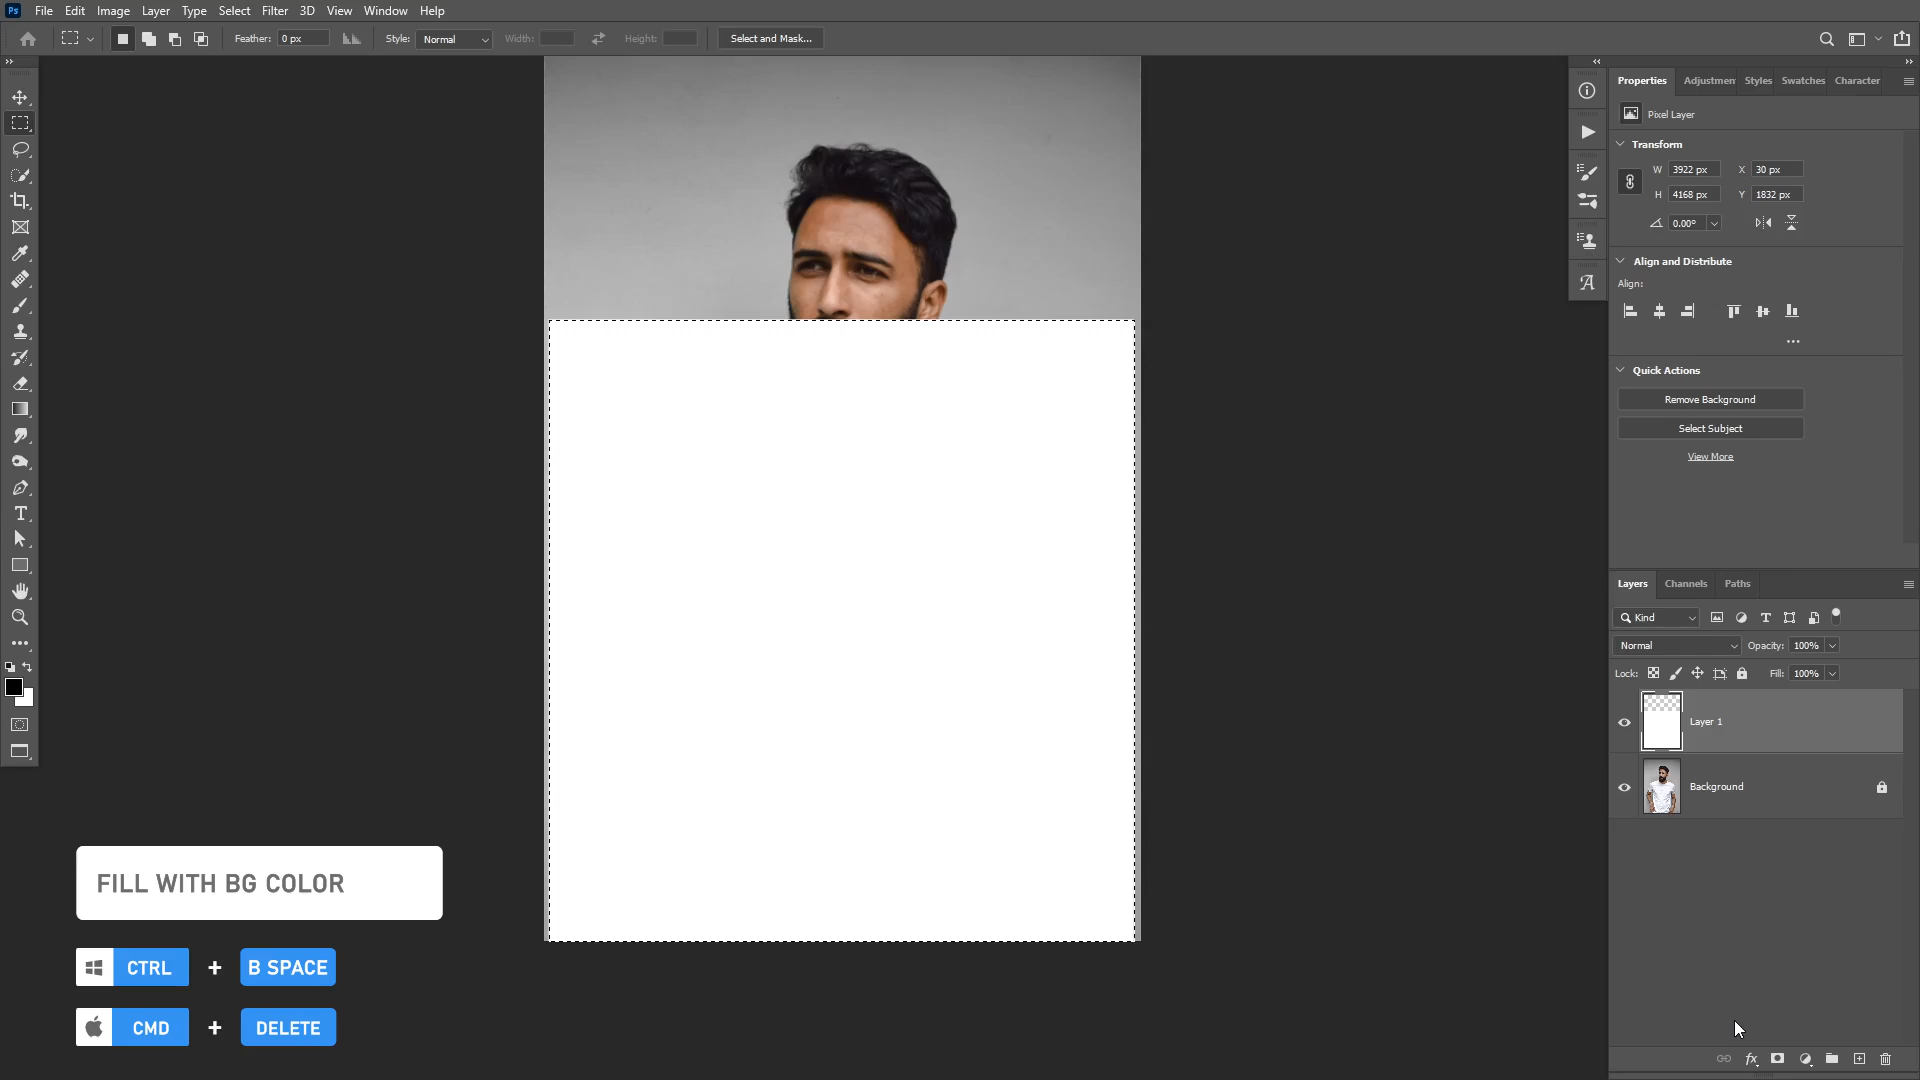 Ps File Edit Image Layer Type Select Filter 3D View Window Help
Feather: 0 px Style: Normal Width: Height: Select and Mask...
Properties Adjustmen Styles Swatches Character
Pixel Layer
Transform
W 3922 px X 30 px
H 4168 px Y 1832 px
0.00°
Align and Distribute
Align:
Quick Actions
Remove Background
Select Subject
View More
Layers Channels Paths
Kind
Normal Opacity: 100%
Lock: Fill: 100%
Layer 1
Background
FILL WITH BG COLOR
CTRL + B SPACE
CMD + DELETE